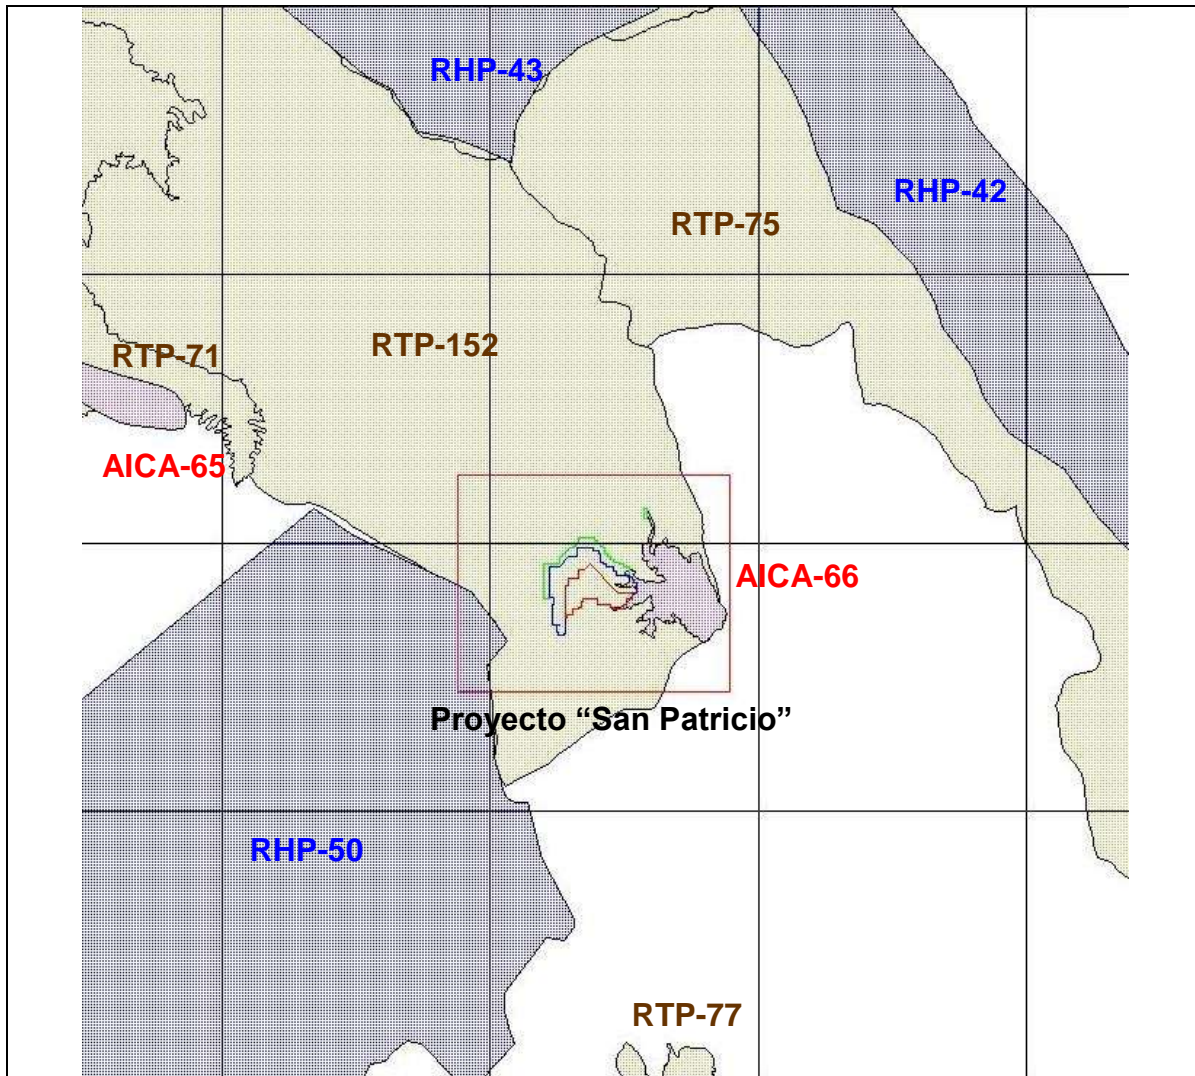 RHP-43
RHP-42
RTP-75
RTP-152
RTP-71
AICA-65
AICA-66
Proyecto “San Patricio”
RHP-50
RTP-77